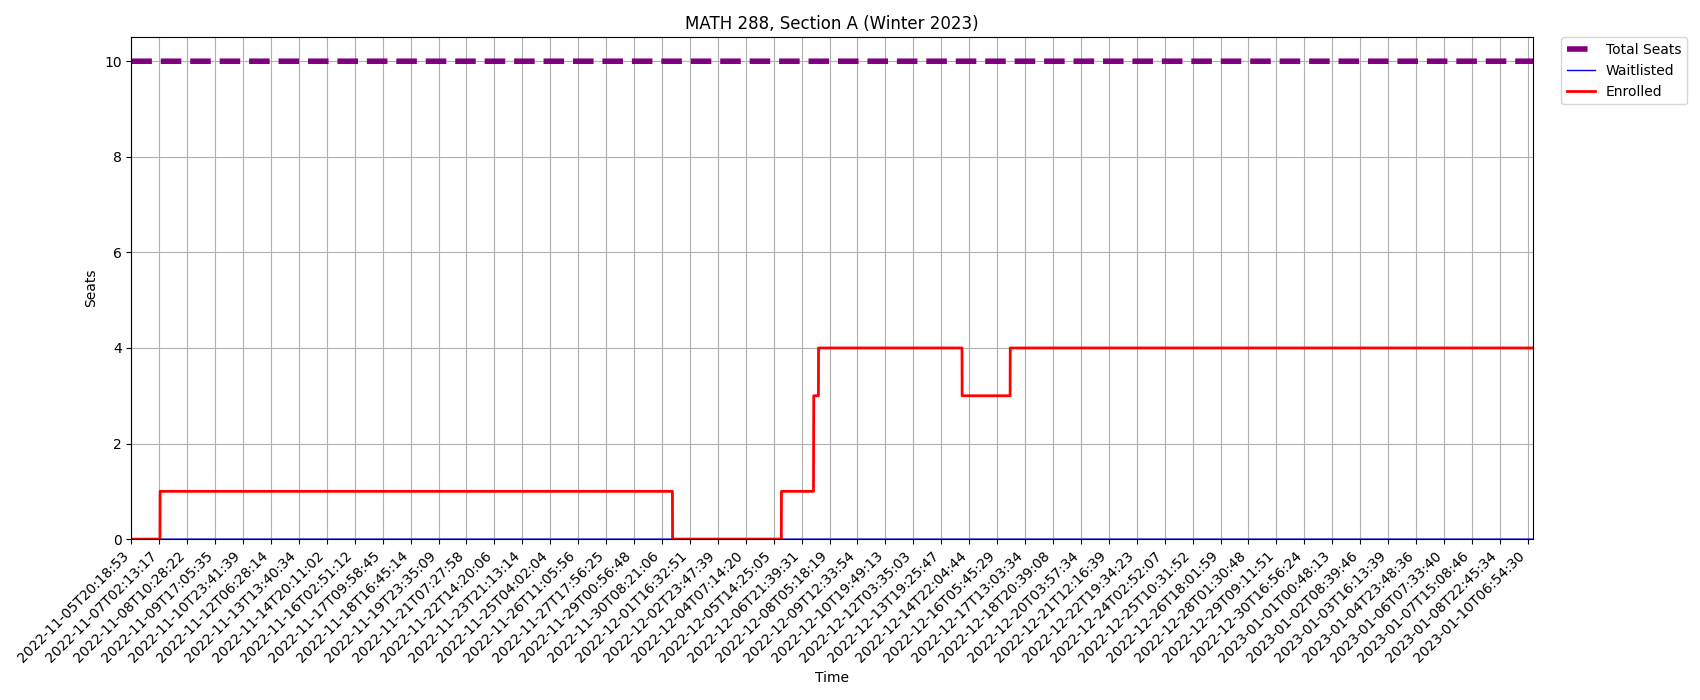 MATH 288, Section A (Winter 2023)
Total Seats
Waitlisted
Enrolled
10
8
6
4
2
0
Seats
2022-11-05T20:18:53
2022-11-07T02:13:17
2022-11-08T10:28:22
2022-11-09T17:05:35
2022-11-10T23:41:39
2022-11-12T06:28:14
2022-11-13T13:40:34
2022-11-14T20:11:02
2022-11-16T02:51:12
2022-11-17T09:58:45
2022-11-18T16:45:14
2022-11-19T23:35:09
2022-11-21T07:27:58
2022-11-22T14:20:06
2022-11-23T21:13:14
2022-11-25T04:02:04
2022-11-26T11:05:56
2022-11-27T17:56:25
2022-11-29T00:56:48
2022-11-30T08:21:06
2022-12-01T16:32:51
2022-12-02T23:47:39
2022-12-04T07:14:20
2022-12-05T14:25:05
2022-12-06T21:39:31
2022-12-08T05:18:19
2022-12-09T12:33:54
2022-12-10T19:49:13
2022-12-12T03:35:03
2022-12-13T19:25:47
2022-12-14T22:04:44
2022-12-16T05:45:29
2022-12-17T13:03:34
2022-12-18T20:39:08
2022-12-20T03:57:34
2022-12-21T12:16:39
2022-12-22T19:34:23
2022-12-24T02:52:07
2022-12-25T10:31:52
2022-12-26T18:01:59
2022-12-28T01:30:48
2022-12-29T09:11:51
2022-12-30T16:56:24
2023-01-01T00:48:13
2023-01-02T08:39:46
2023-01-03T16:13:39
2023-01-04T23:48:36
2023-01-06T07:33:40
2023-01-07T15:08:46
2023-01-08T22:45:34
2023-01-10T06:54:30
Time